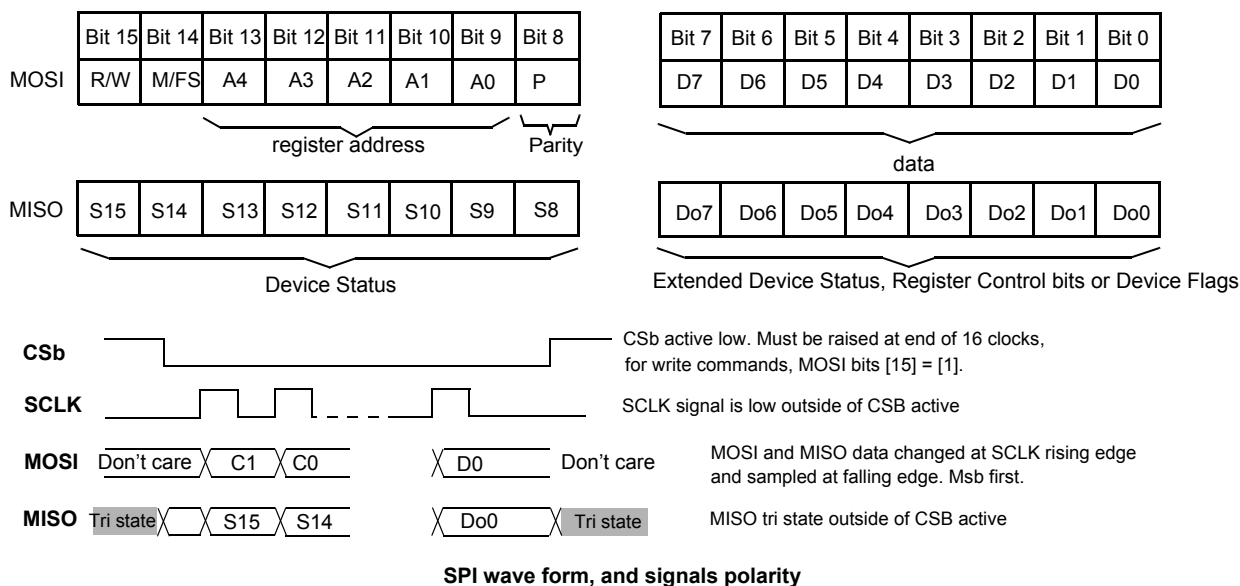 Bit 15 Bit 14 Bit 13 Bit 12 Bit 11 Bit 10 Bit 9 Bit 8 Bit 7 Bit 6 Bit 5 Bit 4 Bit 3 Bit 2 Bit 1 Bit 0
MOSI R/W M/FS A4 A3 A2 A1 A0 P D7 D6 D5 D4 D3 D2 D1 D0
register address Parity data
MISO S15 S14 S13 S12 S11 S10 S9 S8 Do7 Do6 Do5 Do4 Do3 Do2 Do1 Do0
Device Status Extended Device Status, Register Control bits or Device Flags
CSb CSb active low. Must be raised at end of 16 clocks,
for write commands, MOSI bits [15] = [1].
SCLK SCLK signal is low outside of CSB active
MOSI Don't care C1 C0 D0 Don't care MOSI and MISO data changed at SCLK rising edge
and sampled at falling edge. Msb first.
MISO Tri state S15 S14 Do0 Tri state MISO tri state outside of CSB active
SPI wave form, and signals polarity